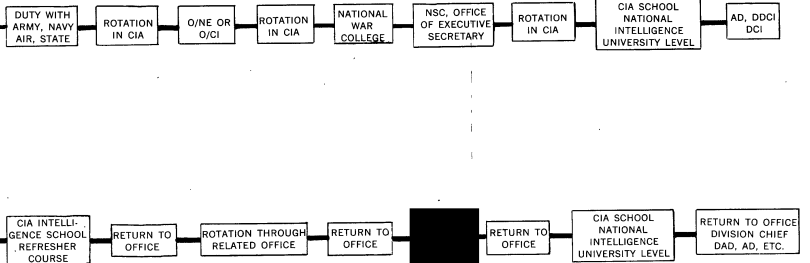 DUTY WITH
ARMY, NAVY
AIR, STATE
ROTATION
IN CIA
O/NE OR
O/CI
ROTATION
IN CIA
NATIONAL
WAR
COLLEGE
NSC, OFFICE
OF EXECUTIVE
SECRETARY
ROTATION
IN CIA
CIA SCHOOL
NATIONAL
INTELLIGENCE
UNIVERSITY LEVEL
AD, DDCI
DCI
CIA INTELLI-
GENCE SCHOOL
REFRESHER
COURSE
RETURN TO
OFFICE
ROTATION THROUGH
RELATED OFFICE
RETURN TO
OFFICE
RETURN TO
OFFICE
CIA SCHOOL
NATIONAL
INTELLIGENCE
UNIVERSITY LEVEL
RETURN TO OFFICE
DIVISION CHIEF
DAD, AD, ETC.